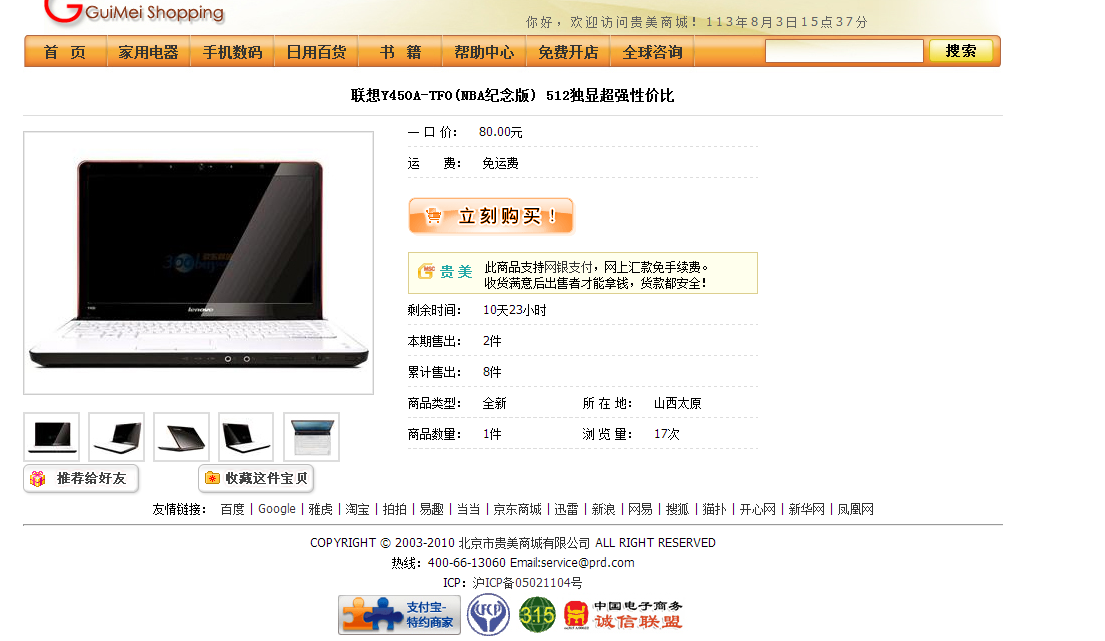 GuiMei Shopping
你好，欢迎访问贵美商城！113年8月3日15点37分
首 页 家用电器 手机数码 日用百货 书 籍 帮助中心 免费开店 全球咨询 搜索
联想Y450A-TFO(NBA纪念版) 512独显超强性价比
一 口 价： 80.00元
运 费： 免运费
立刻购买！
贵美 此商品支持网银支付，网上汇款免手续费。
收货满意后出售者才能拿钱，货款都安全！
剩余时间： 10天23小时
本期售出： 2件
累计售出： 8件
商品类型： 全新 所 在 地： 山西太原
商品数量： 1件 浏 览 量： 17次
lenovo
推荐给好友 收藏这件宝贝
友情链接： 百度 | Google | 雅虎 | 淘宝 | 拍拍 | 易趣 | 当当 | 京东商城 | 迅雷 | 新浪 | 网易 | 搜狐 | 猫扑 | 开心网 | 新华网 | 凤凰网
COPYRIGHT © 2003-2010 北京市贵美商城有限公司 ALL RIGHT RESERVED
热线：400-66-13060 Email:service@prd.com
ICP：沪ICP备05021104号
支付宝-
特约商家
315
中国电子商务
诚信联盟